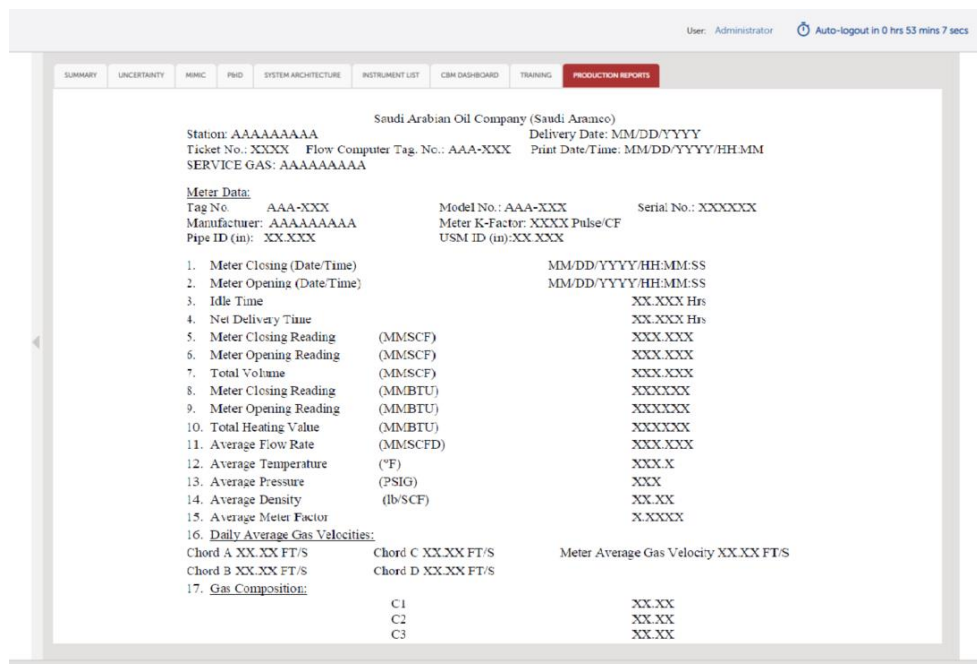 User: Administrator Auto-logout in 0 hrs 53 mins 7 secs
SUMMARY UNCERTAINTY MIMIC P&ID SYSTEM ARCHITECTURE INSTRUMENT LIST CBM DASHBOARD TRAINING PRODUCTION REPORTS
Saudi Arabian Oil Company (Saudi Aramco)
Station: AAAAAAAAA Delivery Date: MM/DD/YYYY
Ticket No.: XXXX Flow Computer Tag. No.: AAA-XXX Print Date/Time: MM/DD/YYYY/HH:MM
SERVICE GAS: AAAAAAAAA
Meter Data:
Tag No. AAA-XXX Model No.: AAA-XXX Serial No.: XXXXXX
Manufacturer: AAAAAAAAA Meter K-Factor: XXXX Pulse/CF
Pipe ID (in): XX.XXX USM ID (in):XX.XXX
1. Meter Closing (Date/Time) MM/DD/YYYY/HH:MM:SS
2. Meter Opening (Date/Time) MM/DD/YYYY/HH:MM:SS
3. Idle Time XX.XXX Hrs
4. Net Delivery Time XX.XXX Hrs
5. Meter Closing Reading (MMSCF) XXX.XXX
6. Meter Opening Reading (MMSCF) XXX.XXX
7. Total Volume (MMSCF) XXX.XXX
8. Meter Closing Reading (MMBTU) XXXXXX
9. Meter Opening Reading (MMBTU) XXXXXX
10. Total Heating Value (MMBTU) XXXXXX
11. Average Flow Rate (MMSCFD) XXX.XXX
12. Average Temperature (°F) XXX.X
13. Average Pressure (PSIG) XXX
14. Average Density (lb/SCF) XX.XX
15. Average Meter Factor X.XXXX
16. Daily Average Gas Velocities:
Chord A XX.XX FT/S Chord C XX.XX FT/S Meter Average Gas Velocity XX.XX FT/S
Chord B XX.XX FT/S Chord D XX.XX FT/S
17. Gas Composition:
C1 XX.XX
C2 XX.XX
C3 XX.XX